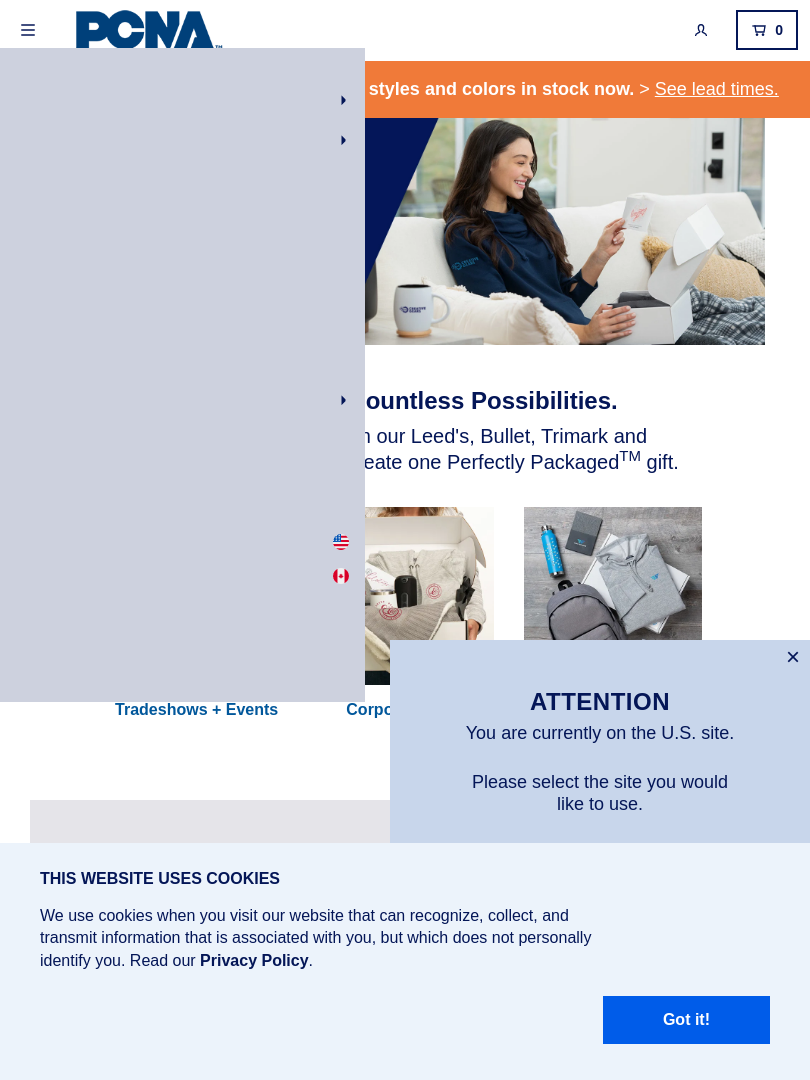 PCNA™
0
styles and colors in stock now. > See lead times.
ountless Possibilities.
our Leed's, Bullet, Trimark and
eate one Perfectly Packaged™ gift.
Tradeshows + Events
Corpo
ATTENTION
You are currently on the U.S. site.
Please select the site you would
like to use.
THIS WEBSITE USES COOKIES
We use cookies when you visit our website that can recognize, collect, and
transmit information that is associated with you, but which does not personally
identify you. Read our Privacy Policy.
Got it!